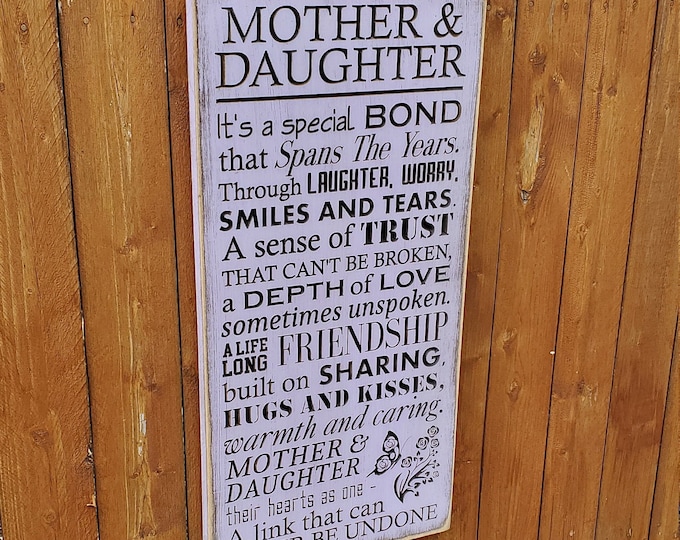 MOTHER &
DAUGHTER
It's a special BOND
that Spans The Years.
Through LAUGHTER, WORRY,
SMILES AND TEARS.
A sense of TRUST
THAT CAN'T BE BROKEN,
a DEPTH of LOVE
sometimes unspoken.
A LIFE LONG FRIENDSHIP
built on SHARING,
HUGS AND KISSES,
warmth and caring.
MOTHER &
DAUGHTER
their hearts as one -
A link that can
BE UNDONE